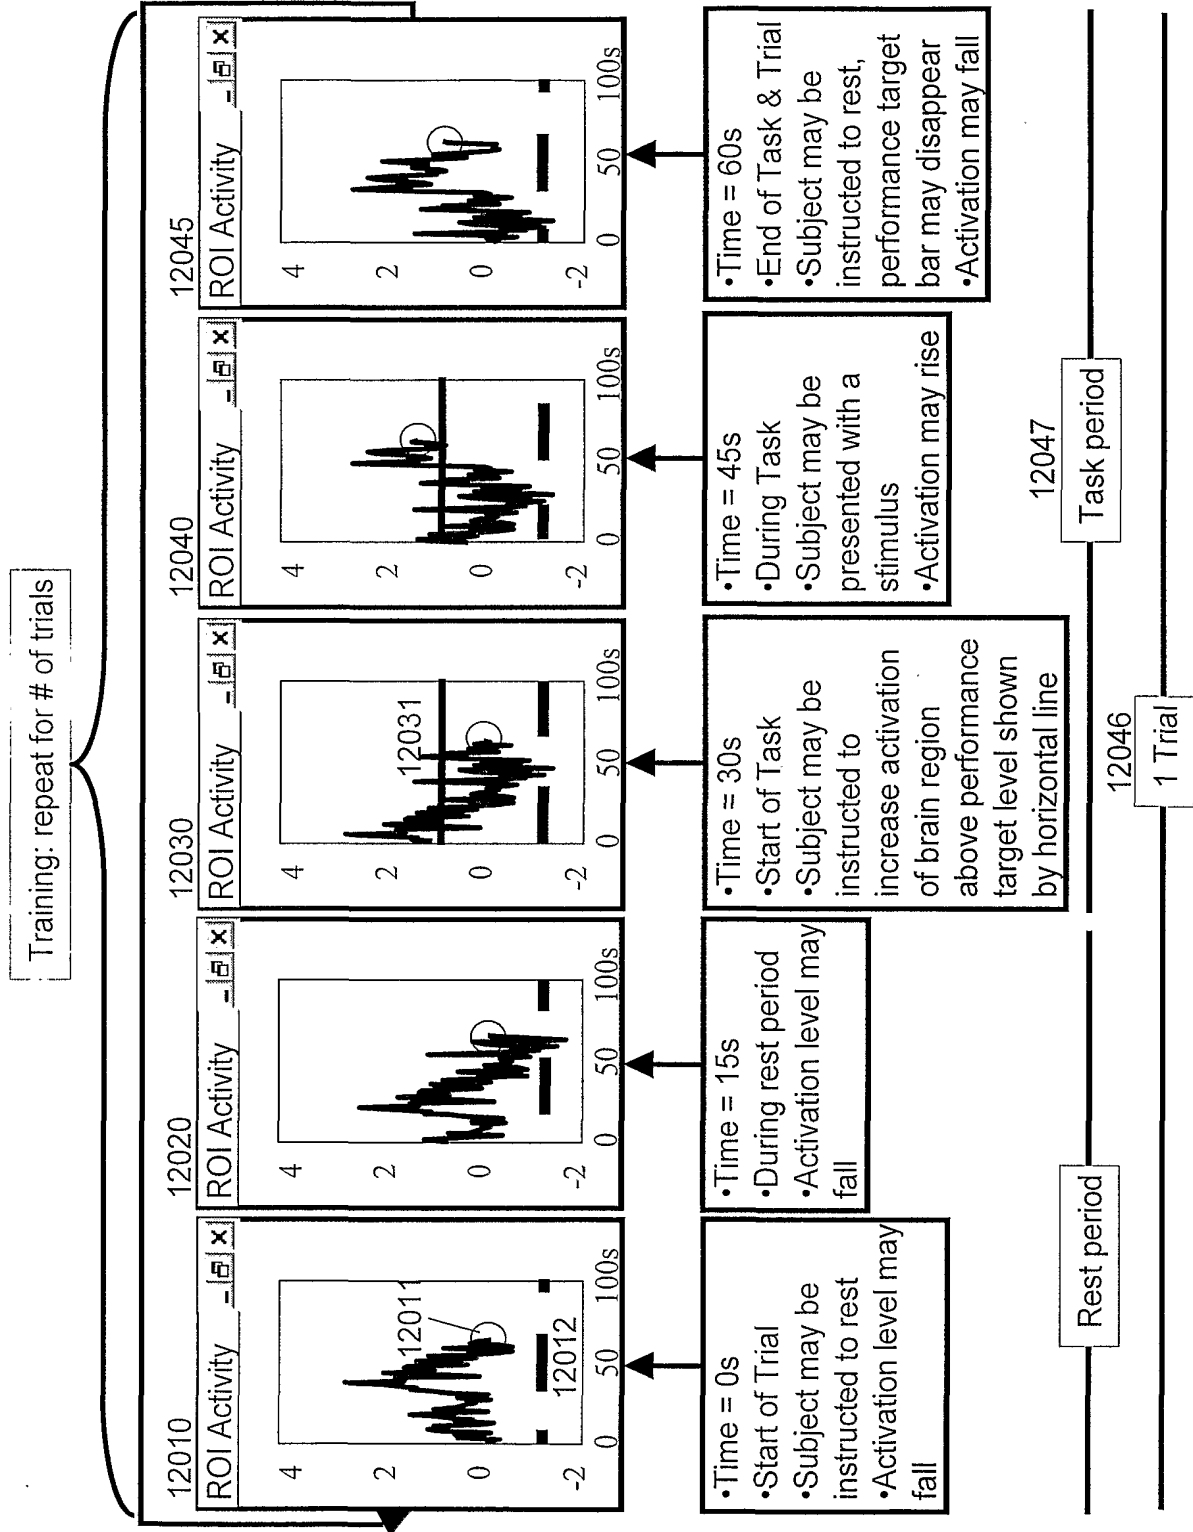 Training: repeat for # of trials
12010
ROI Activity
4
2
0
-2
0
50
100s
12011
12012
12020
ROI Activity
4
2
0
-2
0
50
100s
12030
ROI Activity
4
2
0
-2
0
50
100s
12031
12040
ROI Activity
4
2
0
-2
0
50
100s
12045
ROI Activity
4
2
0
-2
0
50
100s
•Time = 0s
•Start of Trial
•Subject may be
instructed to rest
•Activation level may
fall
•Time = 15s
•During rest period
•Activation level may
fall
•Time = 30s
•Start of Task
•Subject may be
instructed to
increase activation
of brain region
above performance
target level shown
by horizontal line
•Time = 45s
•During Task
•Subject may be
presented with a
stimulus
•Activation may rise
•Time = 60s
•End of Task & Trial
•Subject may be
instructed to rest,
performance target
bar may disappear
•Activation may fall
Rest period
12047
Task period
12046
1 Trial